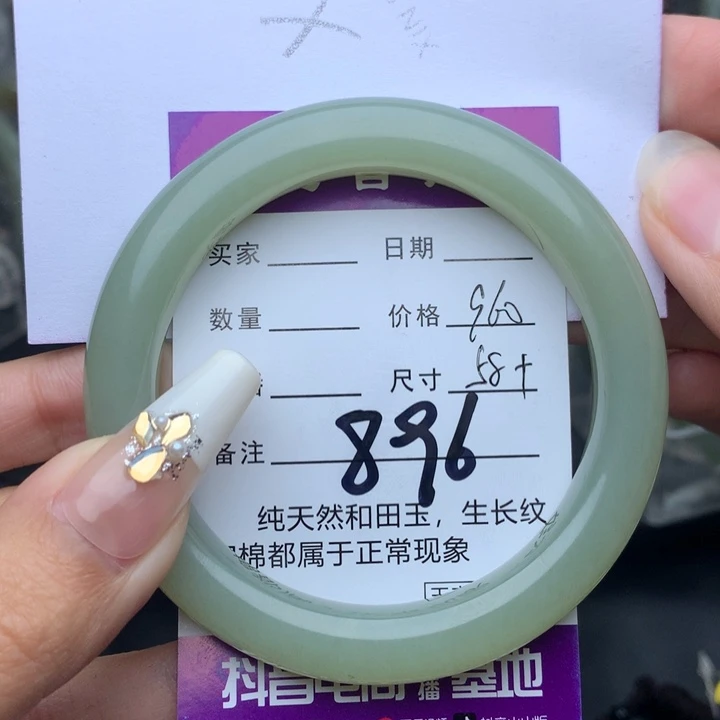 买家 日期
数量 价格 960
尺寸 58+
备注 896
纯天然和田玉，生长纹
棉都属于正常现象
抖音电商 播 基地